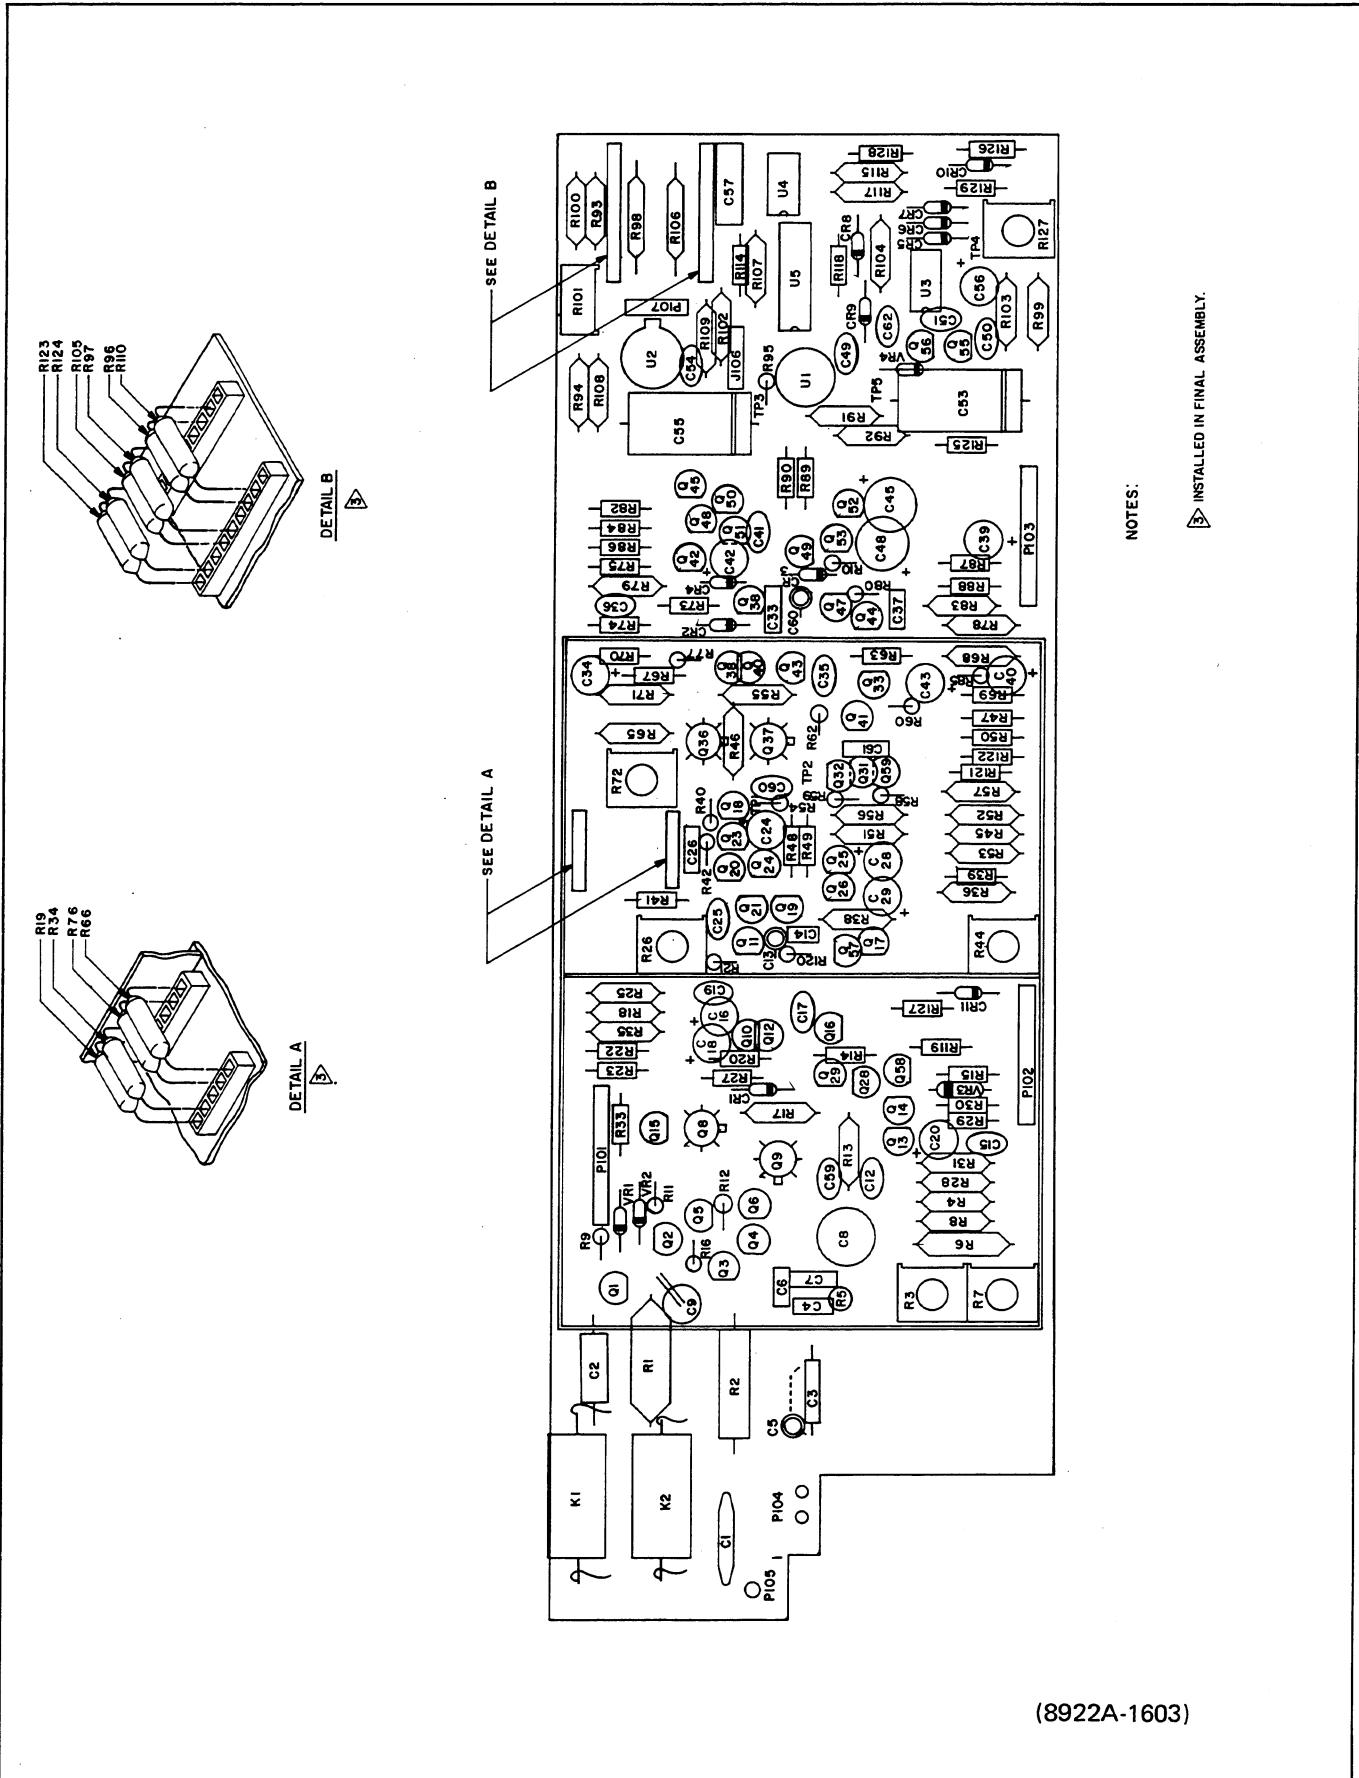 R123
R124
R105
R97
R96
R110
DETAIL B
3
R19
R34
R76
R66
DETAIL A
3
SEE DETAIL B
SEE DETAIL A
NOTES:
3 INSTALLED IN FINAL ASSEMBLY.
R100
R93
R98
R106
C57
U4
R128
R115
R117
R126
CR10
R129
R101
P107
R114
R107
U5
R118
CR8
R104
CR7
CR6
CR5
TP4
R127
U2
C54
R109
R102
J106
CR9
C62
U3
C51
C56
C50
R103
R99
R94
R108
C55
TP3
R95
U1
C49
VR4
Q56
Q55
TP5
C53
R91
R92
R125
R90
R89
Q45
Q50
Q48
Q51
C41
Q42
C42
R82
R84
R86
R75
R79
C36
R74
R73
CR4
CR2
Q38
C33
C60
CR3
Q49
Q53
Q52
C45
C48
R80
Q47
Q44
C37
C39
R87
R88
R83
R78
P103
R70
C34
R67
R77
R71
R65
R72
Q40
Q43
C35
R55
Q36
R46
Q37
R62
TP2
R63
Q33
C43
R60
Q41
R68
R85
C40
R69
R47
R50
R122
R121
R57
R52
R45
R53
R39
R36
C61
Q32
Q31
Q59
R59
R58
R56
R51
C60
R40
Q18
R54
Q23
C24
R48
R49
Q20
Q24
C26
R42
Q25
Q26
C28
C29
R41
R26
C25
Q21
Q19
Q11
C14
C13
R120
R21
R38
Q57
Q17
R44
R25
R18
R35
R22
R23
C19
C16
C18
Q10
Q12
R20
R27
CR1
C17
Q16
R14
Q29
Q28
Q58
R127
CR11
R119
R15
VR3
R30
R29
P102
P101
R33
Q15
Q8
R17
Q9
Q14
Q13
C20
C15
R13
C59
C12
R31
R28
R4
R8
R6
R9
VR1
VR2
R11
R12
Q5
Q6
Q2
Q4
R16
Q3
Q1
C9
C8
C6
C7
C4
R5
R3
R7
C2
R1
R2
C5
C3
K1
K2
C1
P104
P105
(8922A-1603)